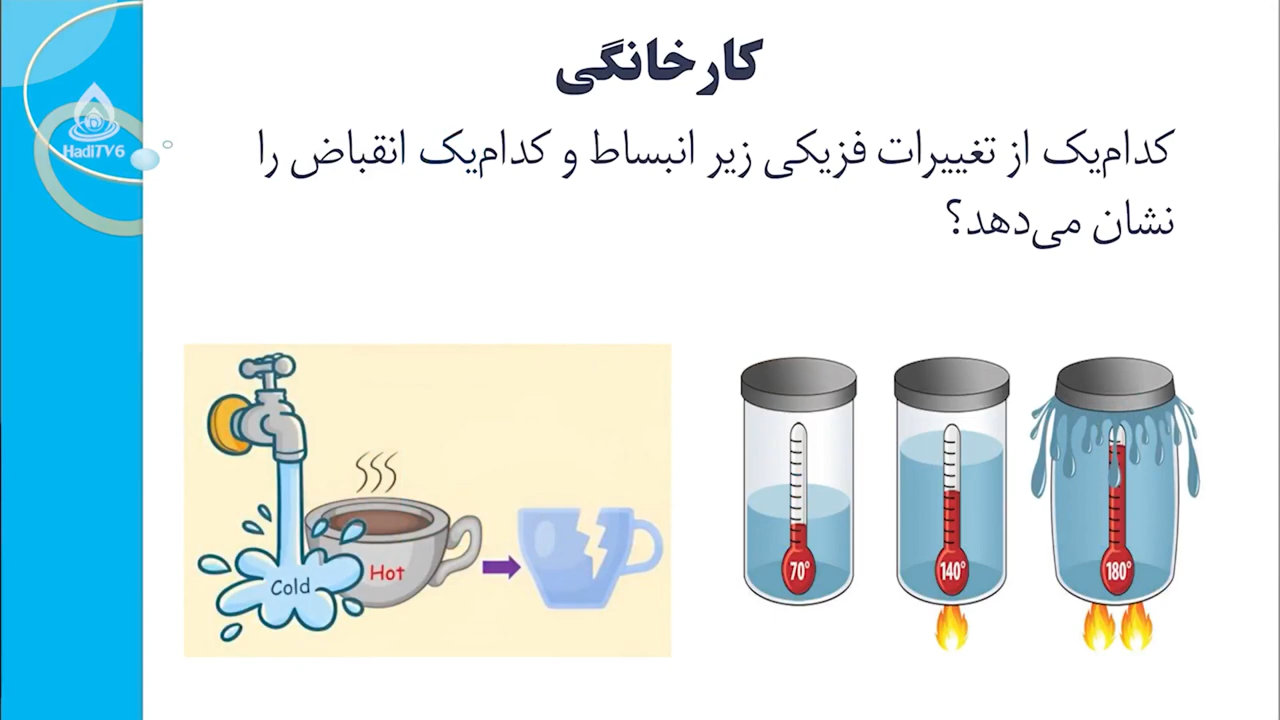 کارخانگی
کدام‌یک از تغییرات فزیکی زیر انبساط و کدام‌یک انقباض را
نشان می‌دهد؟
HadiTV6
Cold
Hot
70°
140°
180°